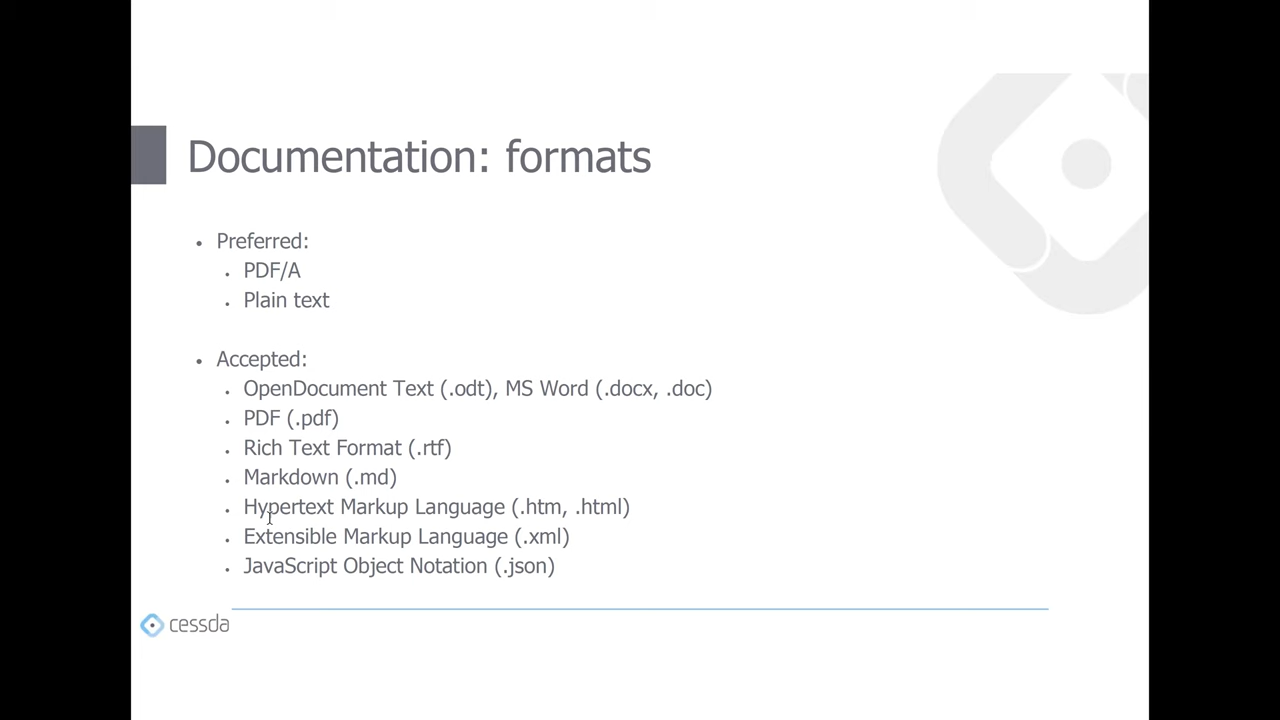 Documentation: formats
• Preferred:
• PDF/A
• Plain text
• Accepted:
• OpenDocument Text (.odt), MS Word (.docx, .doc)
• PDF (.pdf)
• Rich Text Format (.rtf)
• Markdown (.md)
• Hypertext Markup Language (.htm, .html)
• Extensible Markup Language (.xml)
• JavaScript Object Notation (.json)
cessda